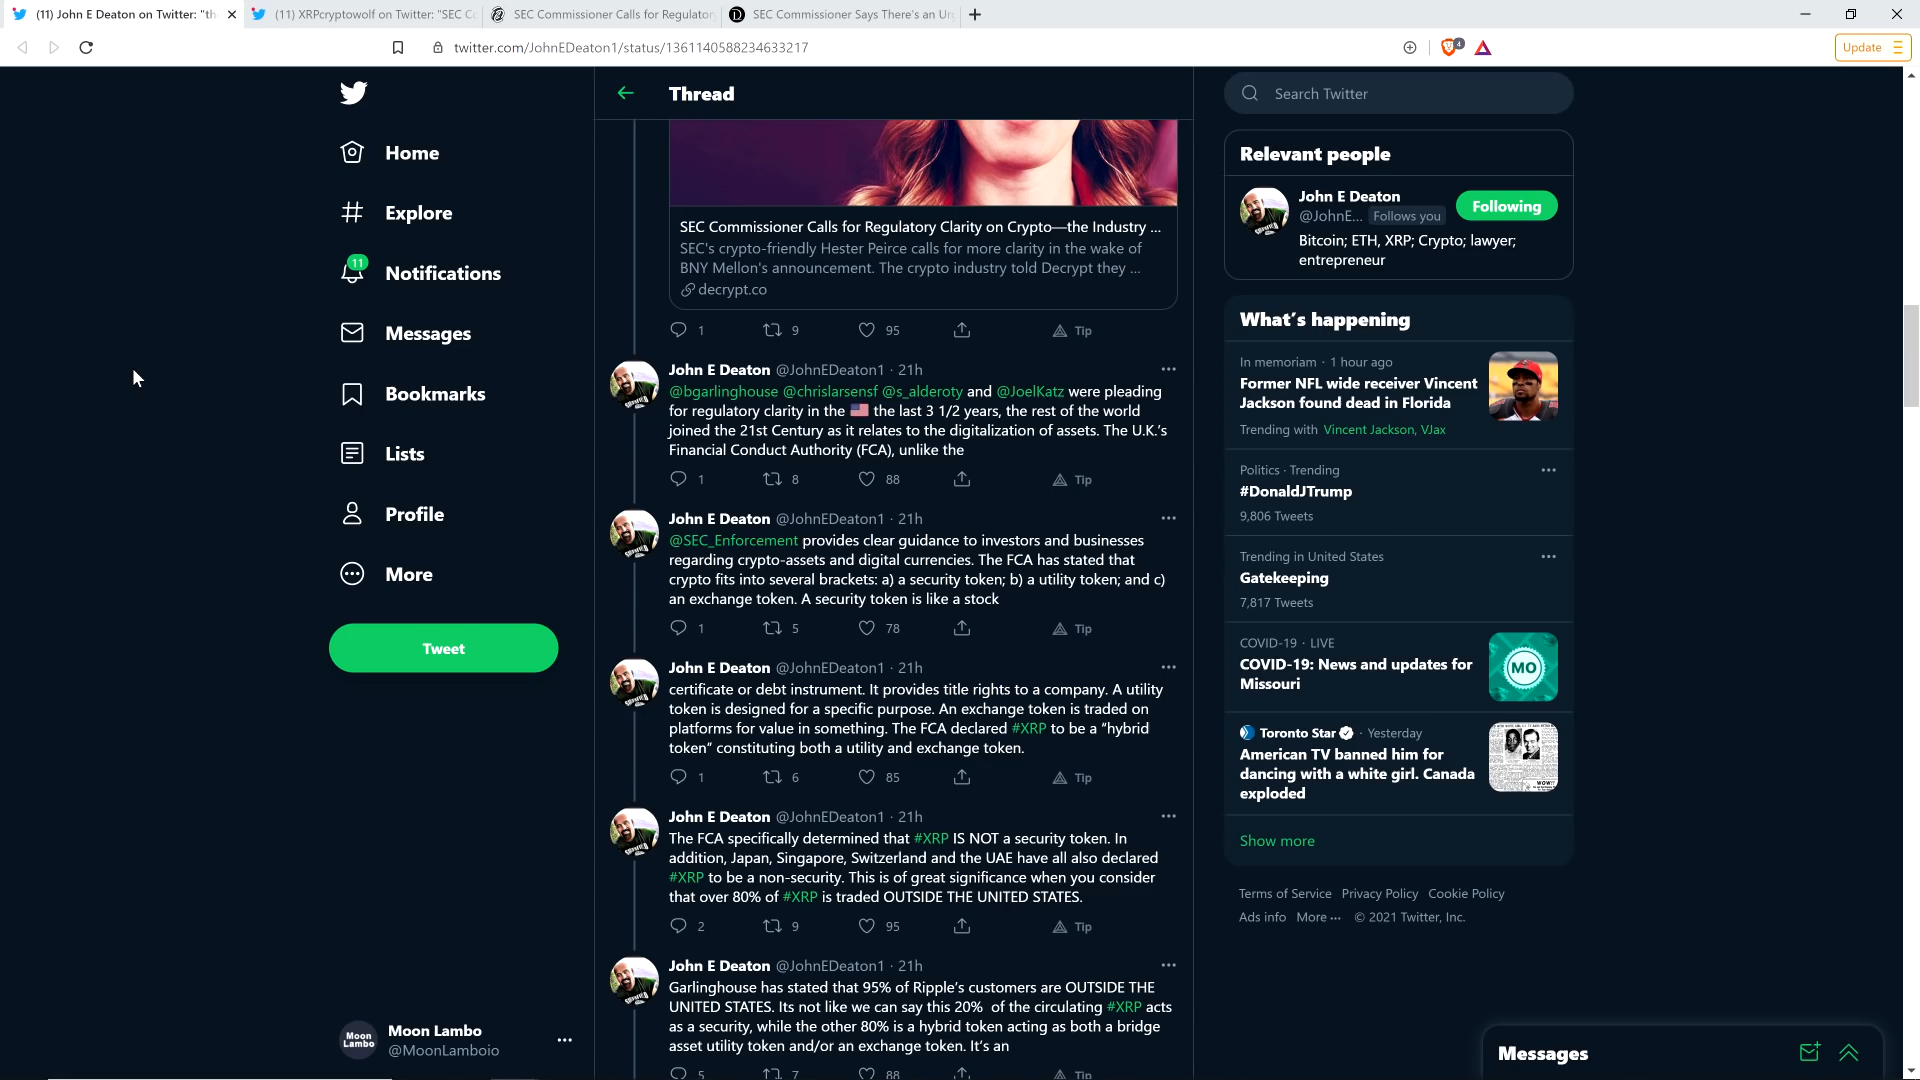 (11) John E Deaton on Twitter: "th
(11) XRPcryptowolf on Twitter: "SEC C
SEC Commissioner Calls for Regulator
SEC Commissioner Says There's an Ur
twitter.com/JohnEDeaton1/status/1361140588234633217
4
Update
Home
Explore
11
Notifications
Messages
Bookmarks
Lists
Profile
More
Tweet
Moon Lambo
Moon Lambo
@MoonLamboio
Thread
SEC Commissioner Calls for Regulatory Clarity on Crypto—the Industry ...
SEC's crypto-friendly Hester Peirce calls for more clarity in the wake of
BNY Mellon's announcement. The crypto industry told Decrypt they ...
decrypt.co
1 9 95 Tip
John E Deaton @JohnEDeaton1 · 21h
@bgarlinghouse @chrislarsensf @s_alderoty and @JoelKatz were pleading
for regulatory clarity in the 🇺🇸 the last 3 1/2 years, the rest of the world
joined the 21st Century as it relates to the digitalization of assets. The U.K.'s
Financial Conduct Authority (FCA), unlike the
1 8 88 Tip
John E Deaton @JohnEDeaton1 · 21h
@SEC_Enforcement provides clear guidance to investors and businesses
regarding crypto-assets and digital currencies. The FCA has stated that
crypto fits into several brackets: a) a security token; b) a utility token; and c)
an exchange token. A security token is like a stock
1 5 78 Tip
John E Deaton @JohnEDeaton1 · 21h
certificate or debt instrument. It provides title rights to a company. A utility
token is designed for a specific purpose. An exchange token is traded on
platforms for value in something. The FCA declared #XRP to be a “hybrid
token” constituting both a utility and exchange token.
1 6 85 Tip
John E Deaton @JohnEDeaton1 · 21h
The FCA specifically determined that #XRP IS NOT a security token. In
addition, Japan, Singapore, Switzerland and the UAE have all also declared
#XRP to be a non-security. This is of great significance when you consider
that over 80% of #XRP is traded OUTSIDE THE UNITED STATES.
2 9 95 Tip
John E Deaton @JohnEDeaton1 · 21h
Garlinghouse has stated that 95% of Ripple's customers are OUTSIDE THE
UNITED STATES. Its not like we can say this 20% of the circulating #XRP acts
as a security, while the other 80% is a hybrid token acting as both a bridge
asset utility token and/or an exchange token. It's an
5 7 88 Tip
Search Twitter
Relevant people
John E Deaton
@JohnE... Follows you
Following
Bitcoin; ETH, XRP; Crypto; lawyer;
entrepreneur
What's happening
In memoriam · 1 hour ago
Former NFL wide receiver Vincent
Jackson found dead in Florida
Trending with Vincent Jackson, VJax
Politics · Trending
#DonaldJTrump
9,806 Tweets
Trending in United States
Gatekeeping
7,817 Tweets
COVID-19 · LIVE
COVID-19: News and updates for
Missouri
MO
Toronto Star · Yesterday
American TV banned him for
dancing with a white girl. Canada
exploded
WOW!
Show more
Terms of Service Privacy Policy Cookie Policy
Ads info More ··· © 2021 Twitter, Inc.
Messages